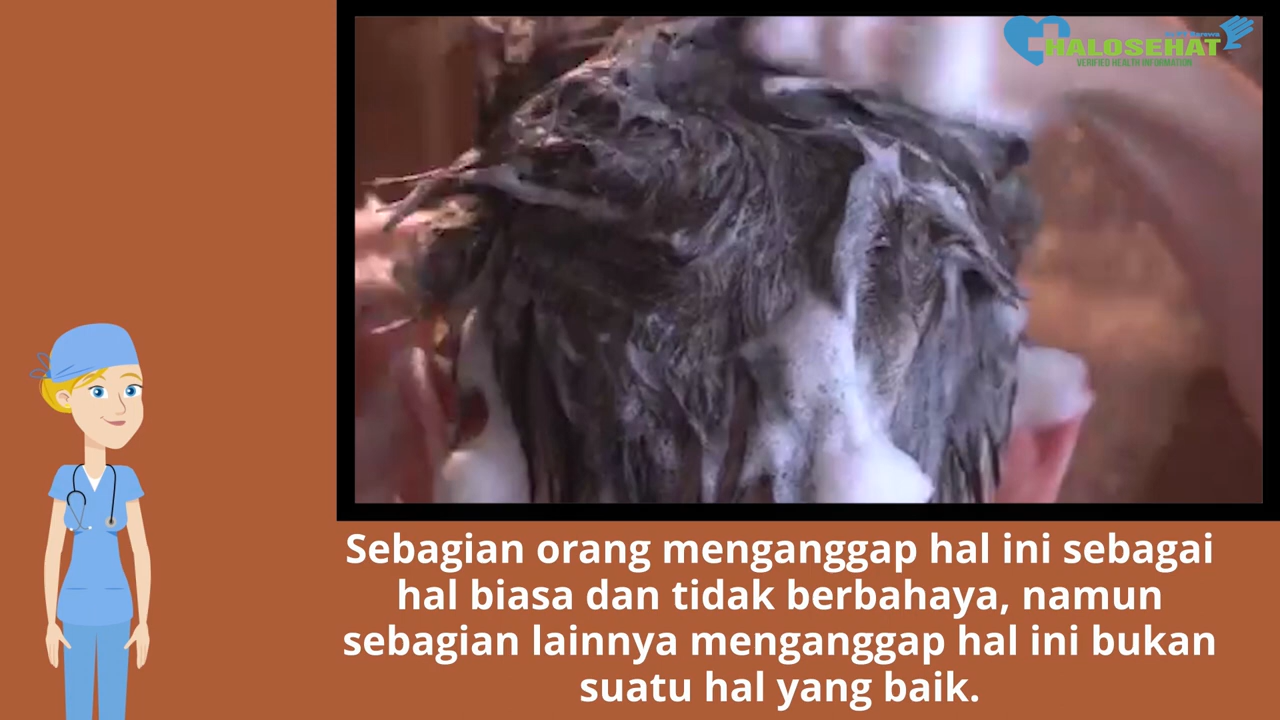 HALOSEHAT
VERIFIED HEALTH INFORMATION
Sebagian orang menganggap hal ini sebagai
hal biasa dan tidak berbahaya, namun
sebagian lainnya menganggap hal ini bukan
suatu hal yang baik.